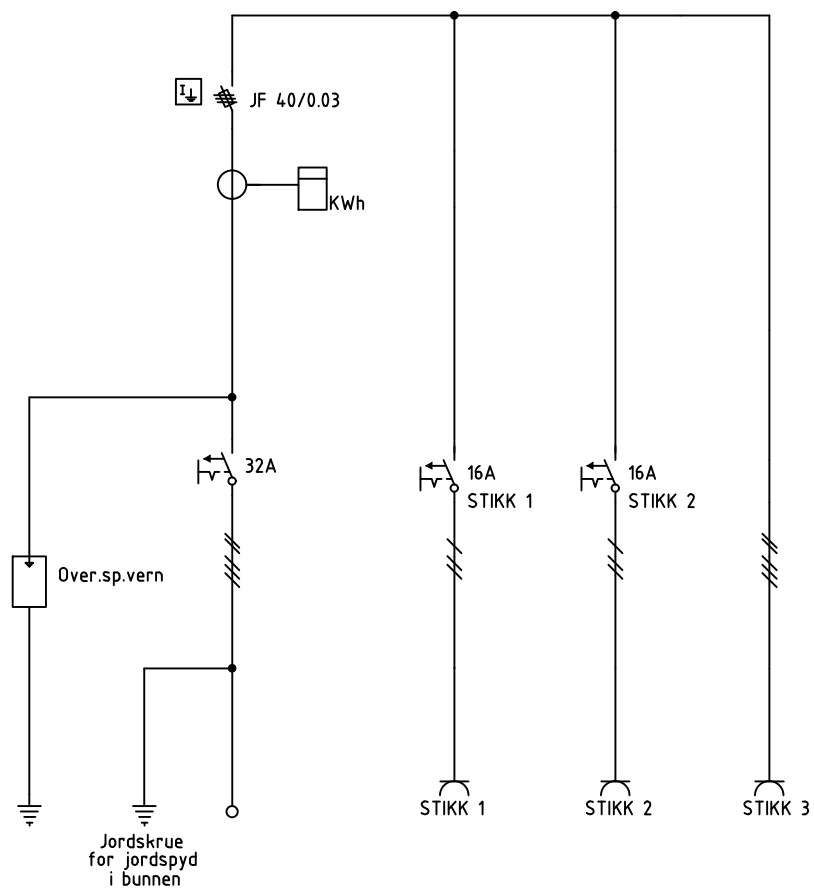 I
JF 40/0.03
KWh
32A
16A
STIKK 1
16A
STIKK 2
Over.sp.vern
STIKK 1
STIKK 2
STIKK 3
Jordskrue
for jordspyd
i bunnen